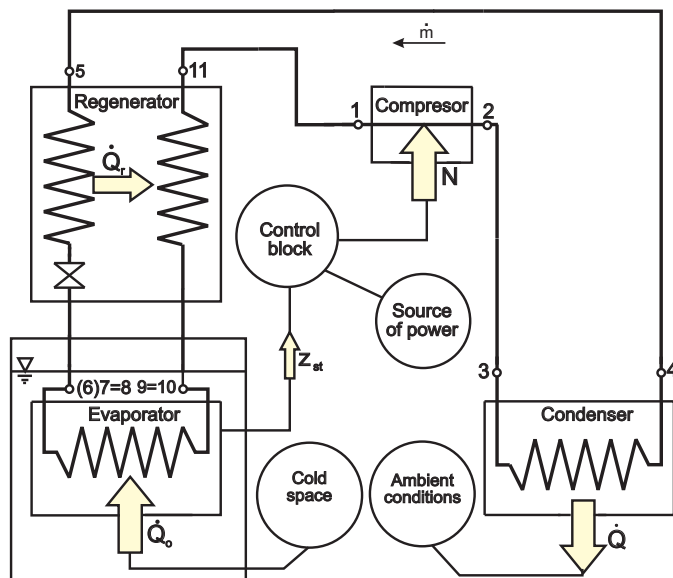 ṁ
5
11
Regenerator
Q̇r
1
Compresor
2
N
Control
block
Source
of power
zst
3
4
(6)7=8 9=10
Evaporator
Condenser
Cold
space
Ambient
conditions
Q̇o
Q̇